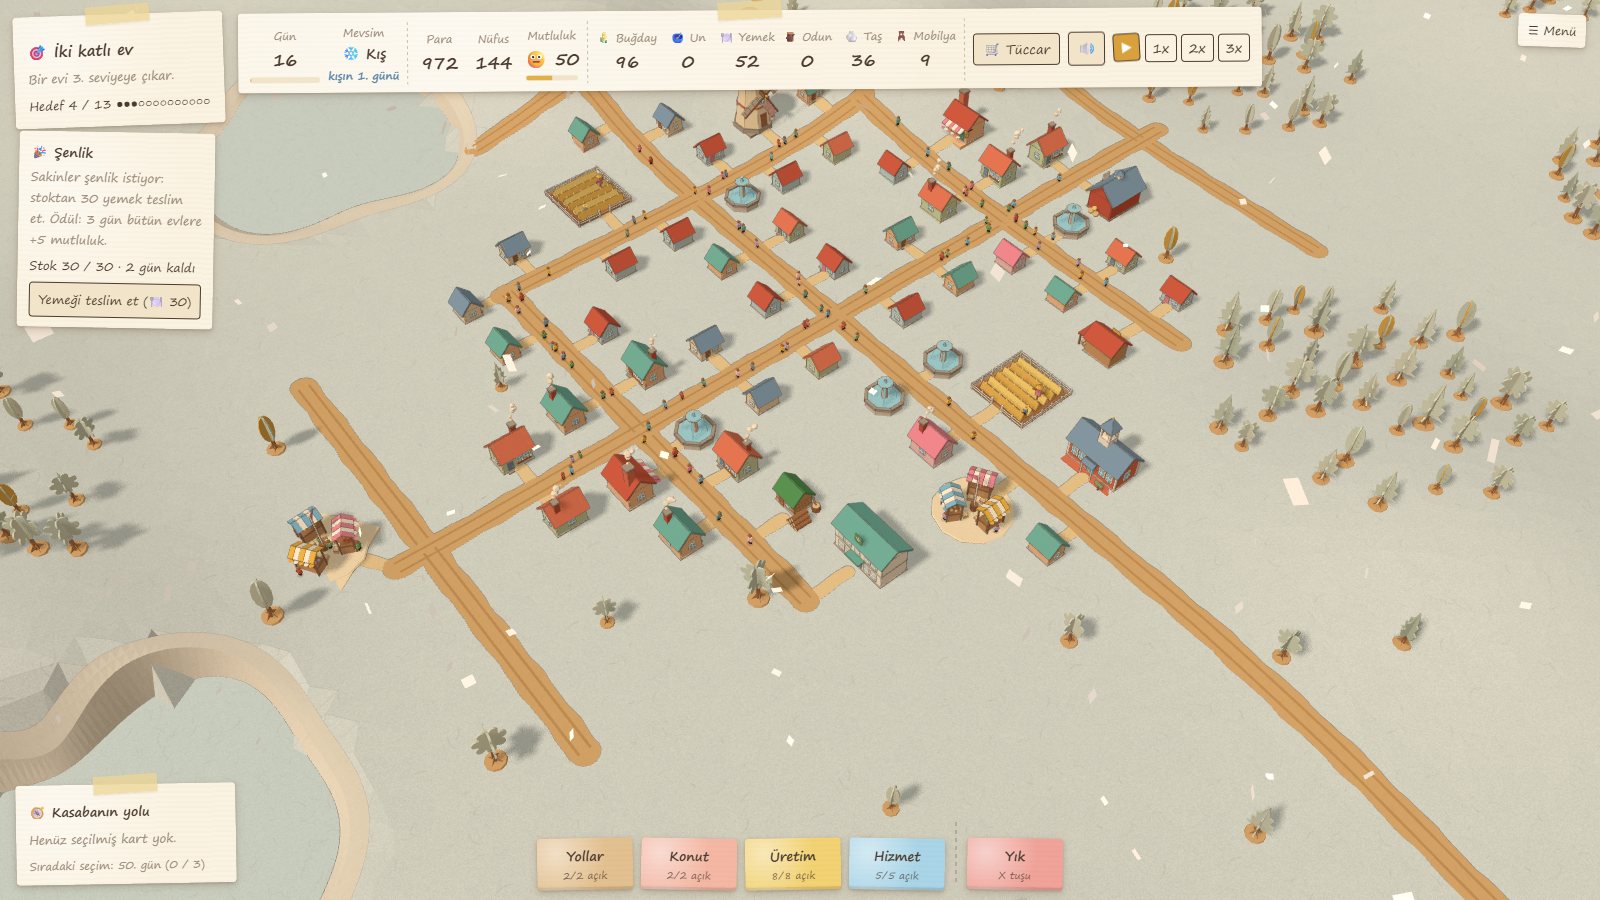 İki katlı ev
Bir evi 3. seviyeye çıkar.
Hedef 4 / 13 ●●●○○○○○○○○○○
Şenlik
Sakinler şenlik istiyor:
stoktan 30 yemek teslim
et. Ödül: 3 gün bütün evlere
+5 mutluluk.
Stok 30 / 30 · 2 gün kaldı
Yemeği teslim et (🍽 30)
Gün
16
Mevsim
Kış
kışın 1. günü
Para
972
Nüfus
144
Mutluluk
50
Buğday
96
Un
0
Yemek
52
Odun
0
Taş
36
Mobilya
9
Tüccar
1x
2x
3x
☰ Menü
Kasabanın yolu
Henüz seçilmiş kart yok.
Sıradaki seçim: 50. gün (0 / 3)
Yollar
2/2 açık
Konut
2/2 açık
Üretim
8/8 açık
Hizmet
5/5 açık
Yık
X tuşu